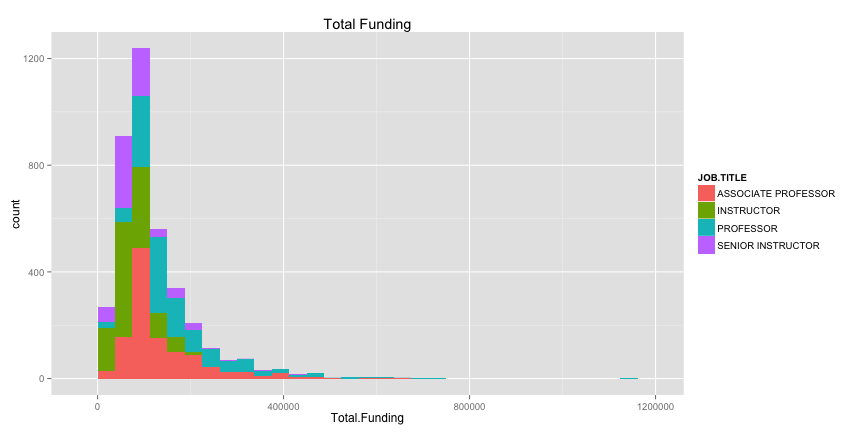 Total Funding
1200
800
400
0
count
0 400000 800000 1200000
Total.Funding
JOB.TITLE
ASSOCIATE PROFESSOR
INSTRUCTOR
PROFESSOR
SENIOR INSTRUCTOR